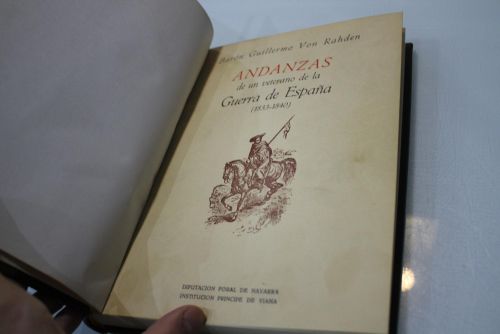 Barón Guillermo Von Rahden
ANDANZAS
de un veterano de la
Guerra de España
(1833-1840)
DIPUTACION FORAL DE NAVARRA
INSTITUCION PRINCIPE DE VIANA